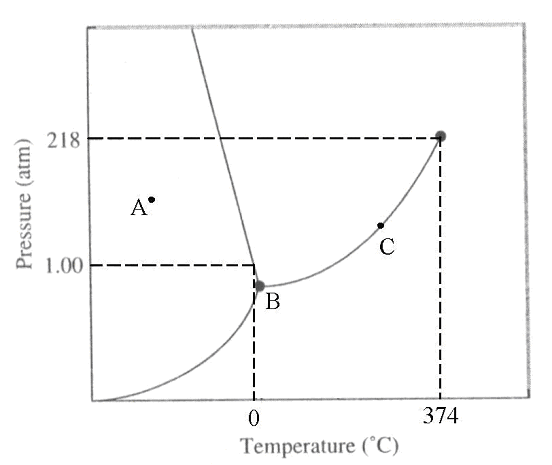 218
A
C
Pressure (atm)
1.00
B
0
374
Temperature (°C)